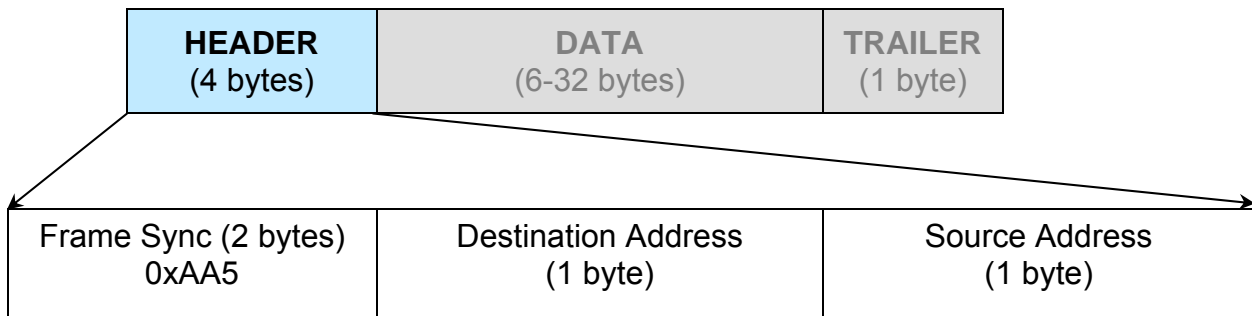 HEADER
(4 bytes)
DATA
(6-32 bytes)
TRAILER
(1 byte)
Frame Sync (2 bytes)
0xAA5
Destination Address
(1 byte)
Source Address
(1 byte)